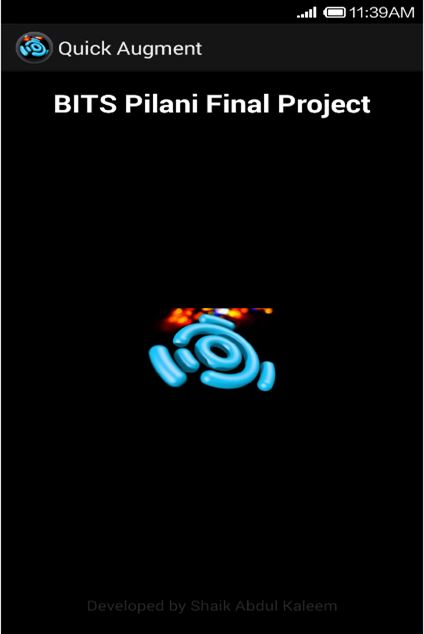 11:39AM
Quick Augment
BITS Pilani Final Project
Developed by Shaik Abdul Kaleem